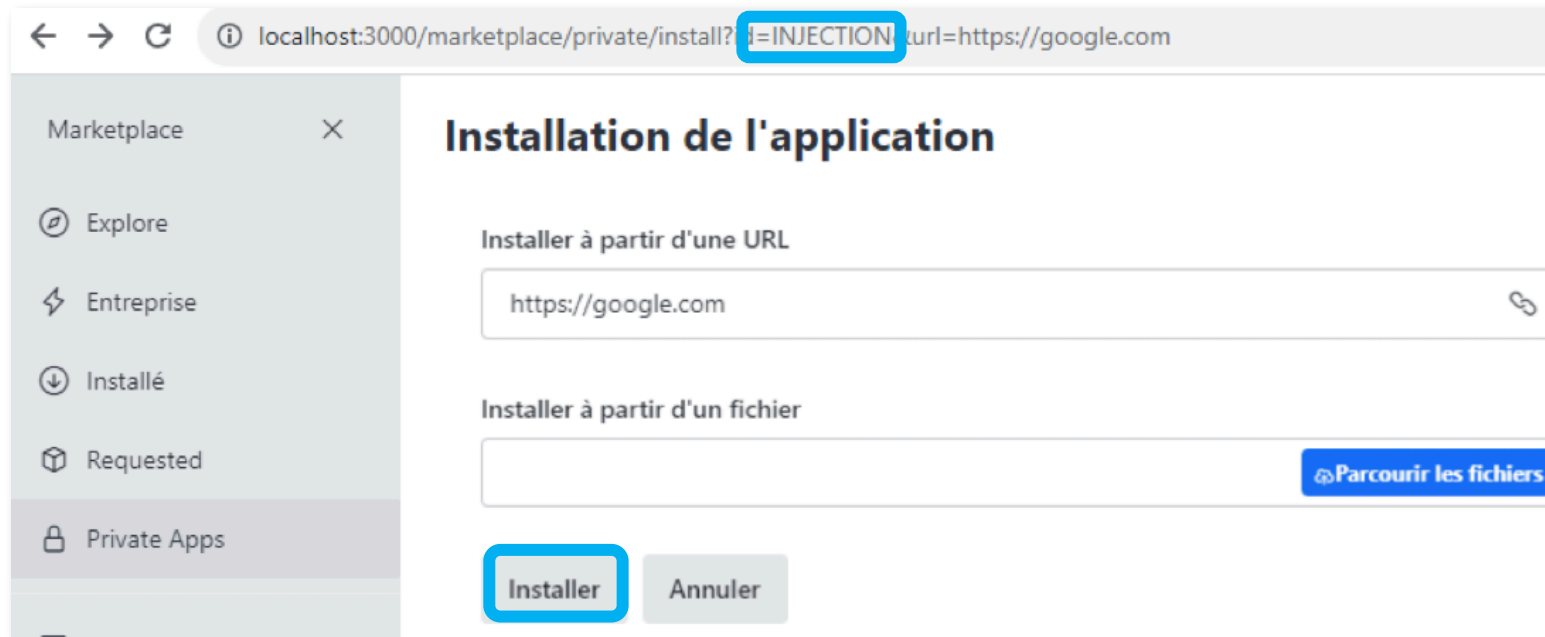 localhost:3000/marketplace/private/install?id=INJECTION&url=https://google.com
Marketplace
Installation de l'application
Explore
Installer à partir d'une URL
Entreprise
https://google.com
Installé
Installer à partir d'un fichier
Requested
Parcourir les fichiers
Private Apps
Installer
Annuler